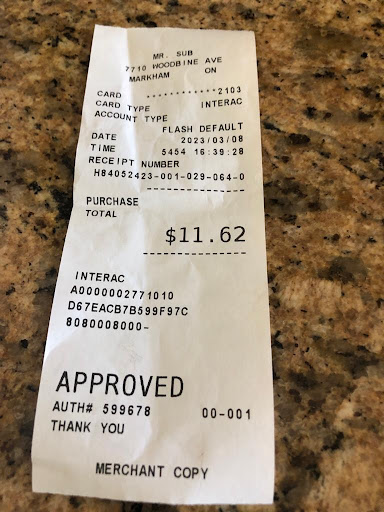 MR. SUB
7710 WOODBINE AVE
MARKHAM ON
CARD ************2103
CARD TYPE INTERAC
ACCOUNT TYPE
FLASH DEFAULT
DATE 2023/03/08
TIME 5454 16:39:28
RECEIPT NUMBER
H84052423-001-029-064-0
PURCHASE
TOTAL
$11.62
INTERAC
A0000002771010
D67EACB7B599F97C
8080008000-
APPROVED
AUTH# 599678 00-001
THANK YOU
MERCHANT COPY